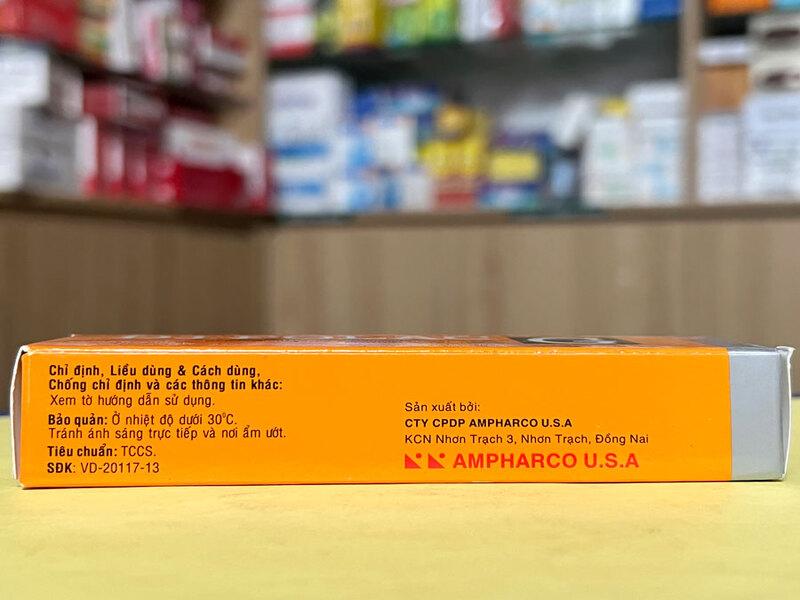 Chỉ định, Liều dùng & Cách dùng,
Chống chỉ định và các thông tin khác:
Xem tờ hướng dẫn sử dụng.
Bảo quản: Ở nhiệt độ dưới 30°C.
Tránh ánh sáng trực tiếp và nơi ẩm ướt.
Tiêu chuẩn: TCCS.
SĐK: VD-20117-13
Sản xuất bởi:
CTY CPDP AMPHARCO U.S.A
KCN Nhơn Trạch 3, Nhơn Trạch, Đồng Nai
AMPHARCO U.S.A